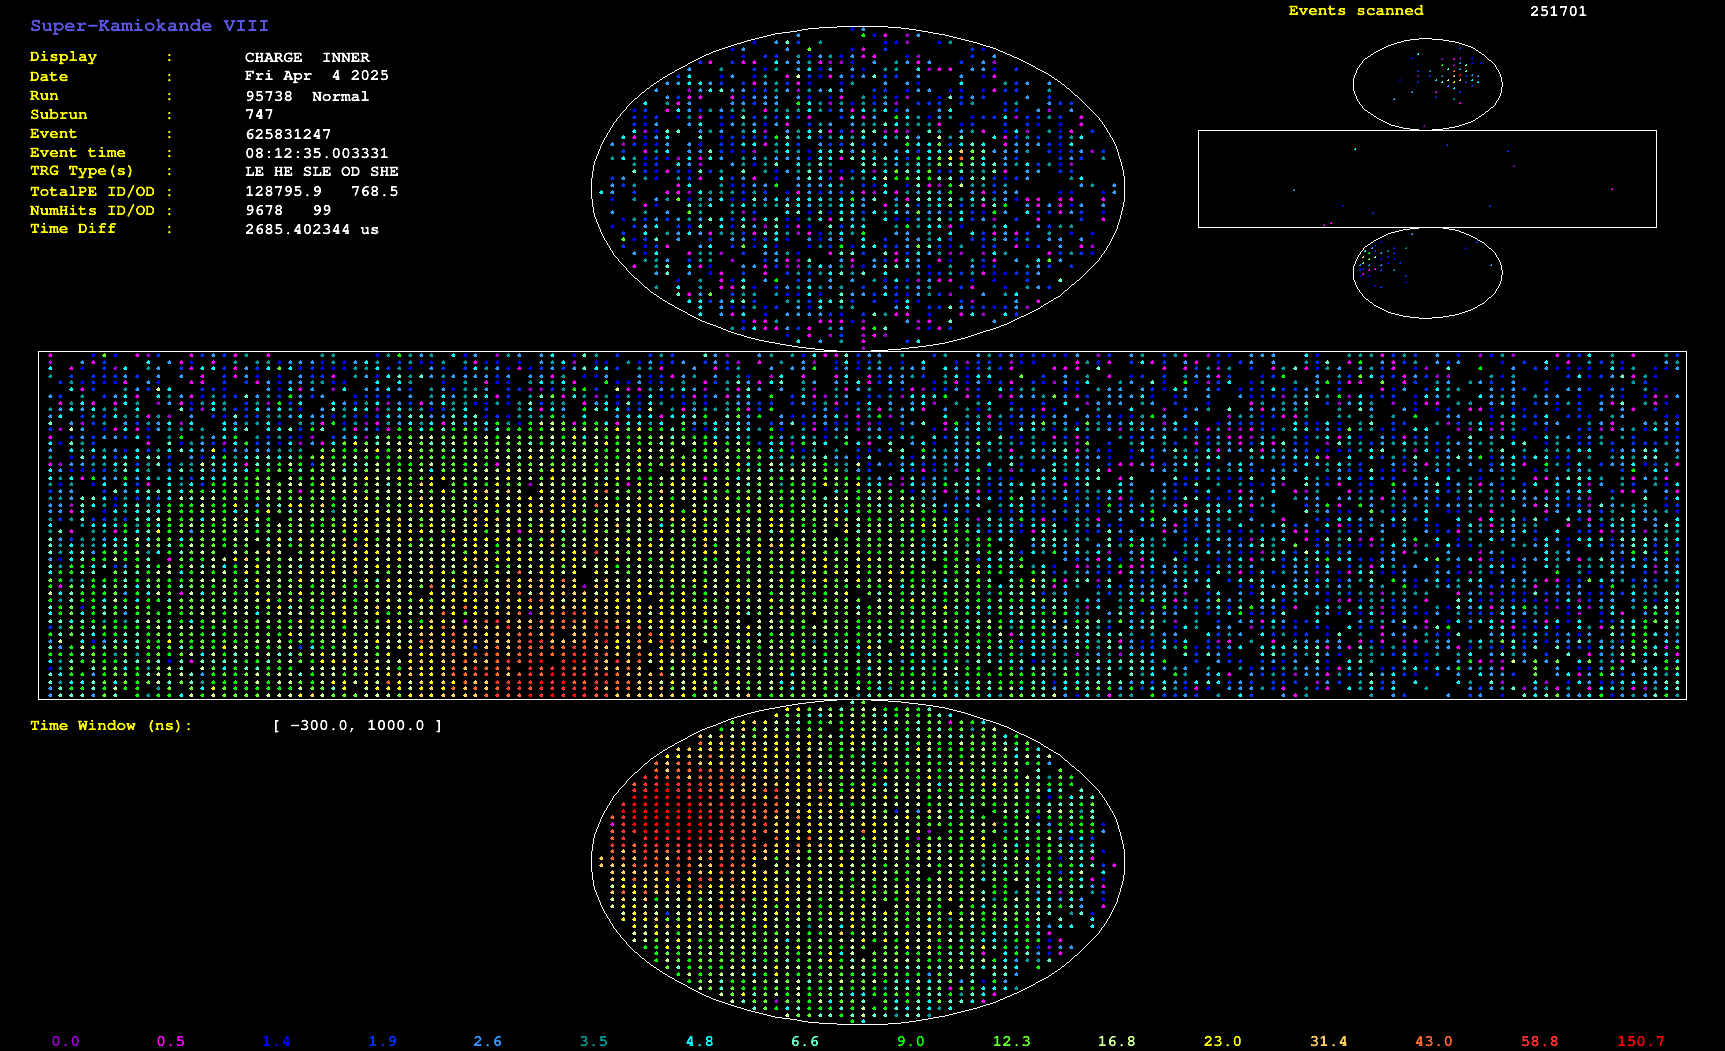 Super-Kamiokande VIII
Events scanned 251701
Display : CHARGE INNER
Date : Fri Apr 4 2025
Run : 95738 Normal
Subrun : 747
Event : 625831247
Event time : 08:12:35.003331
TRG Type(s) : LE HE SLE OD SHE
TotalPE ID/OD : 128795.9 768.5
NumHits ID/OD : 9678 99
Time Diff : 2685.402344 us
Time Window (ns): [ -300.0, 1000.0 ]
0.0 0.5 1.4 1.9 2.6 3.5 4.8 6.6 9.0 12.3 16.8 23.0 31.4 43.0 58.8 150.7